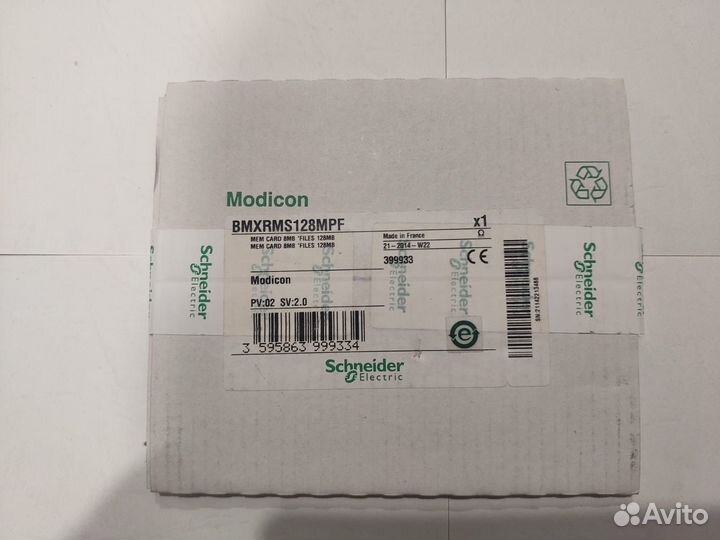 Modicon
BMXRMS128MPF x1
MEM CARD 8MB *FILES 128MB
MEM CARD 8MB *FILES 128MB
Made in France Ω
21-2014-W22
399933 CE
Modicon
PV:02 SV:2.0
3 595863 999334
Schneider
Electric
Schneider
Electric
Schneider
Electric
Schneider
Electric
e
Avito